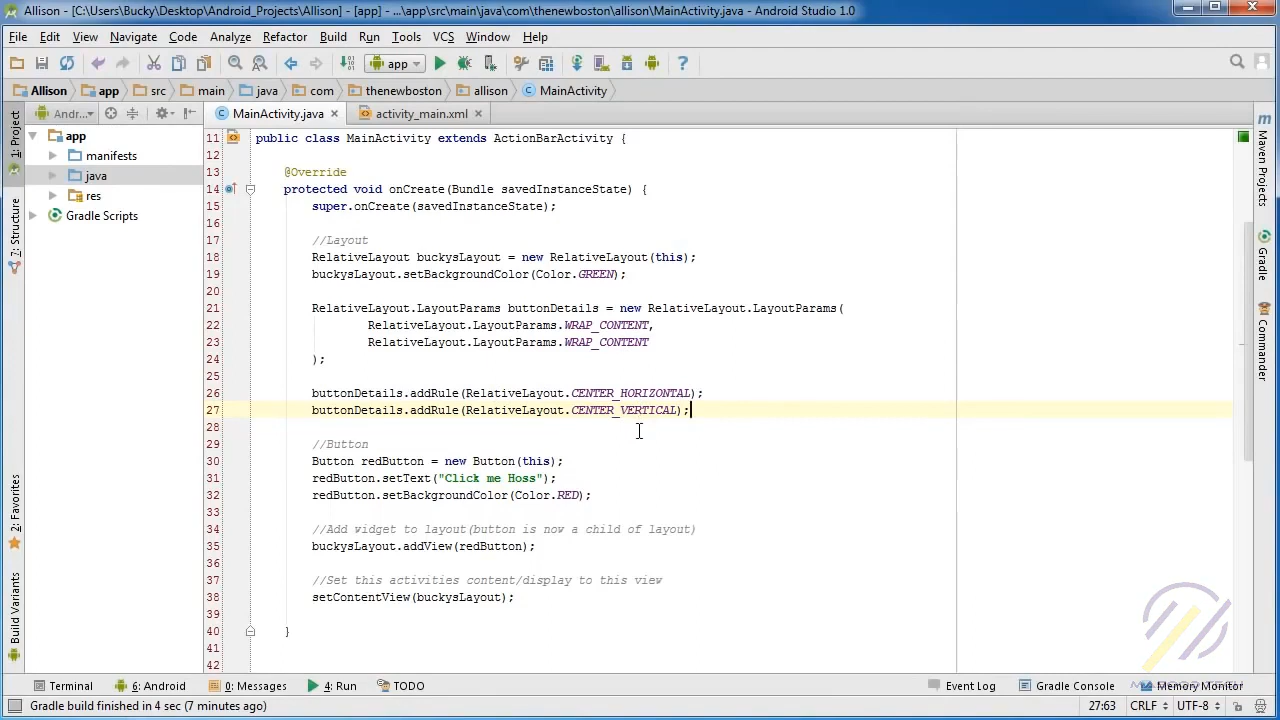 Allison - [C:\Users\Bucky\Desktop\Android_Projects\Allison] - [app] - ...\app\src\main\java\com\thenewboston\allison\MainActivity.java - Android Studio 1.0
File Edit View Navigate Code Analyze Refactor Build Run Tools VCS Window Help
app
Allison app src main java com thenewboston allison MainActivity
Andr... MainActivity.java activity_main.xml
1: Project
7: Structure
2: Favorites
Build Variants
app
manifests
java
res
Gradle Scripts
11 public class MainActivity extends ActionBarActivity {
12
13 @Override
14 protected void onCreate(Bundle savedInstanceState) {
15 super.onCreate(savedInstanceState);
16
17 //Layout
18 RelativeLayout buckysLayout = new RelativeLayout(this);
19 buckysLayout.setBackgroundColor(Color.GREEN);
20
21 RelativeLayout.LayoutParams buttonDetails = new RelativeLayout.LayoutParams(
22 RelativeLayout.LayoutParams.WRAP_CONTENT,
23 RelativeLayout.LayoutParams.WRAP_CONTENT
24 );
25
26 buttonDetails.addRule(RelativeLayout.CENTER_HORIZONTAL);
27 buttonDetails.addRule(RelativeLayout.CENTER_VERTICAL);
28
29 //Button
30 Button redButton = new Button(this);
31 redButton.setText("Click me Hoss");
32 redButton.setBackgroundColor(Color.RED);
33
34 //Add widget to layout(button is now a child of layout)
35 buckysLayout.addView(redButton);
36
37 //Set this activities content/display to this view
38 setContentView(buckysLayout);
39
40 }
41
42
m Maven Projects
Gradle
Commander
Terminal 6: Android 0: Messages 4: Run TODO Event Log Gradle Console Memory Monitor
Gradle build finished in 4 sec (7 minutes ago) 27:63 CRLF UTF-8